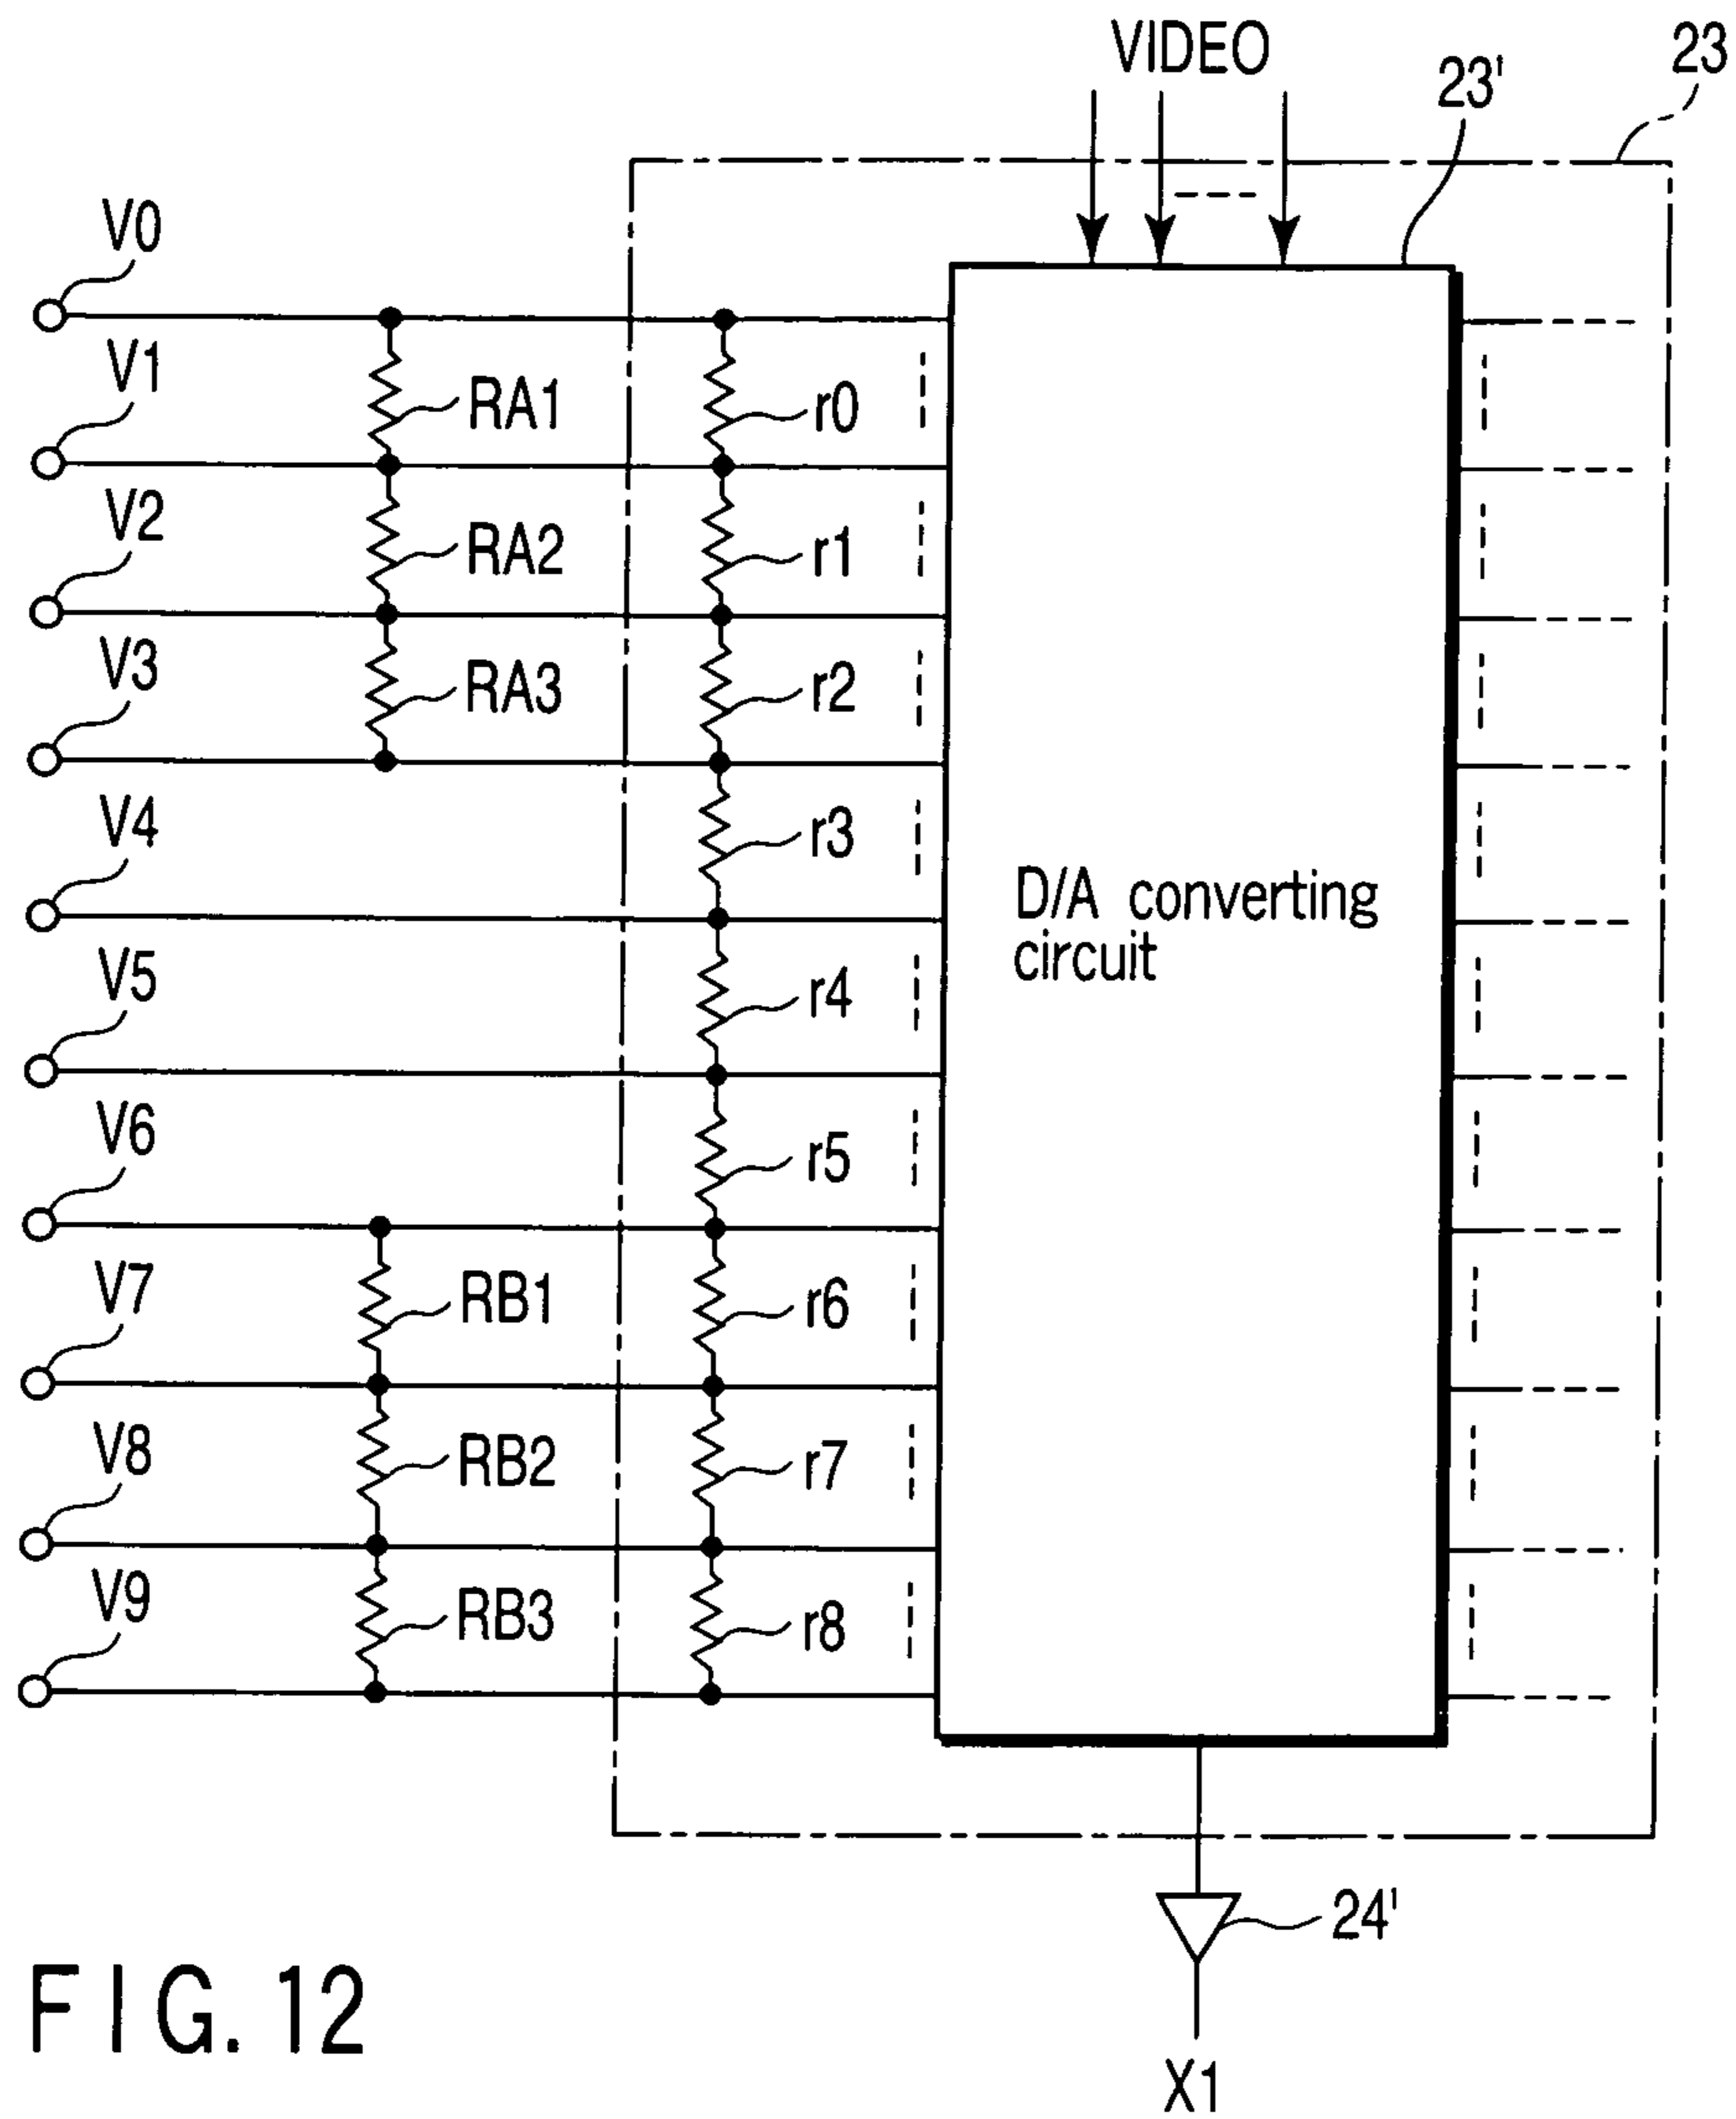 VIDEO
23
23'
V0
V1
RA1
r0
V2
RA2
r1
V3
RA3
r2
V4
r3
D/A converting
circuit
V5
r4
V6
r5
V7
RB1
r6
V8
RB2
r7
V9
RB3
r8
24'
FIG. 12
X1